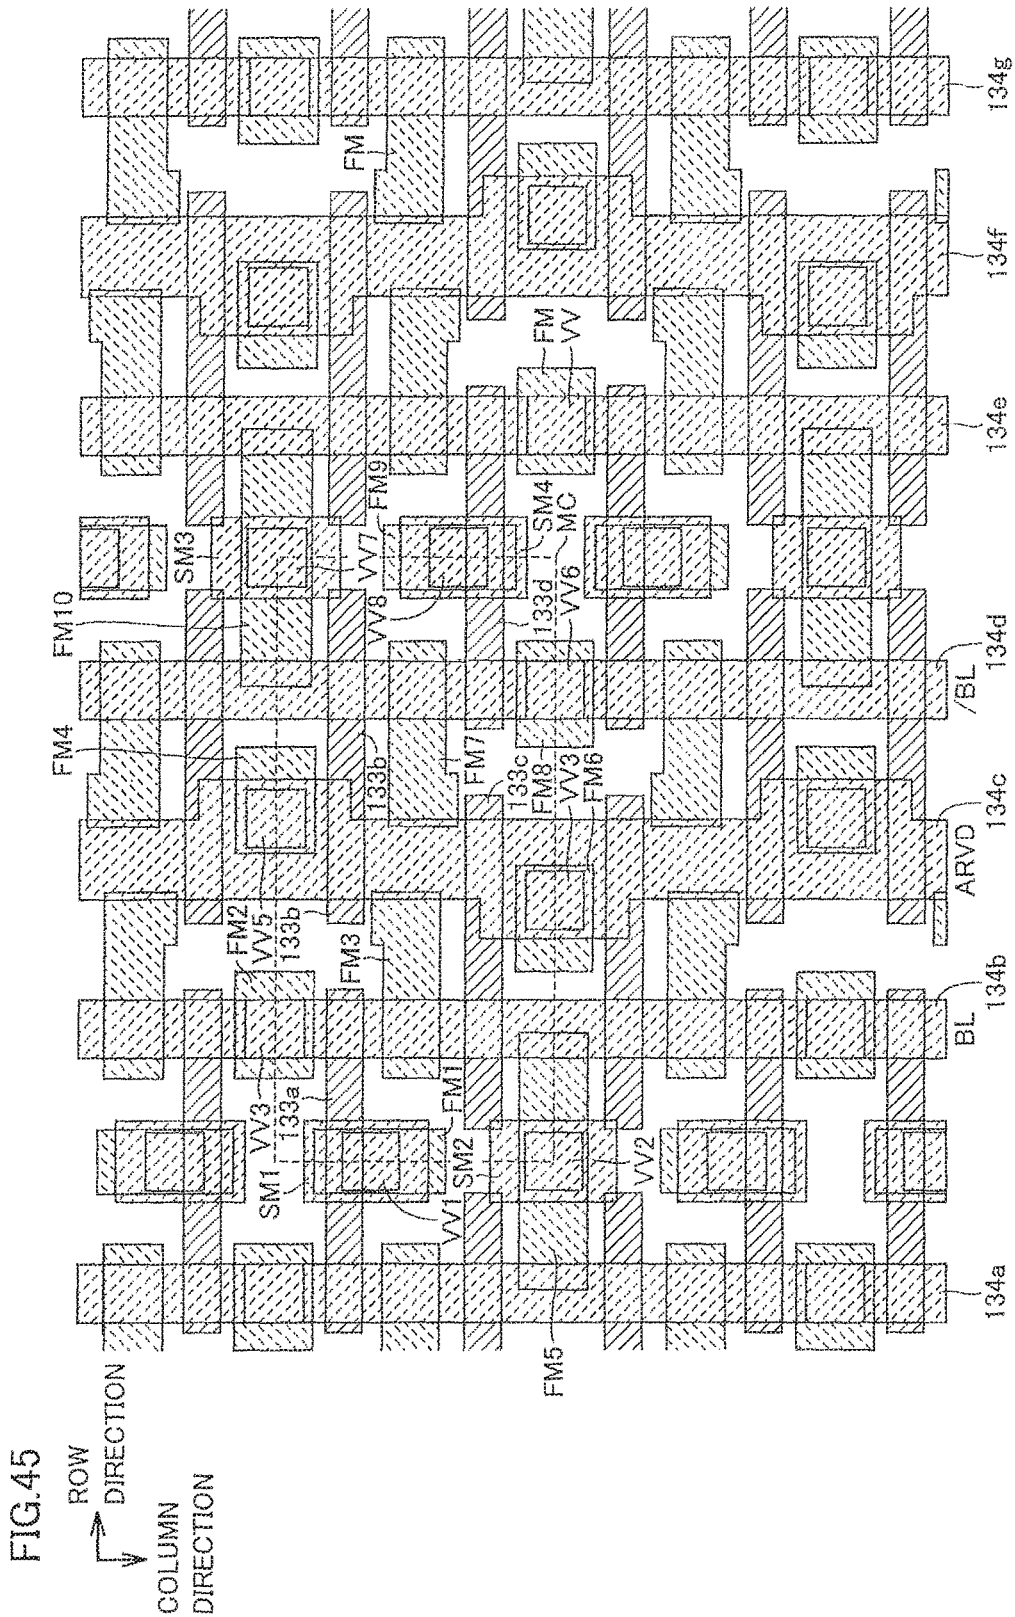 FIG.45
ROW
DIRECTION
COLUMN
DIRECTION
FM10
FM4
SM3
FM
FM2
VV5
133b
133b
VV7
VV8
FM9
VV3
133a
SM1
FM3
FM7
133c
FM8
VV3
FM6
133d
VV6
SM4
MC
FM
VV
VV1
FM1
SM2
VV2
FM5
134a
BL
134b
ARVD
134c
/BL
134d
134e
134f
134g